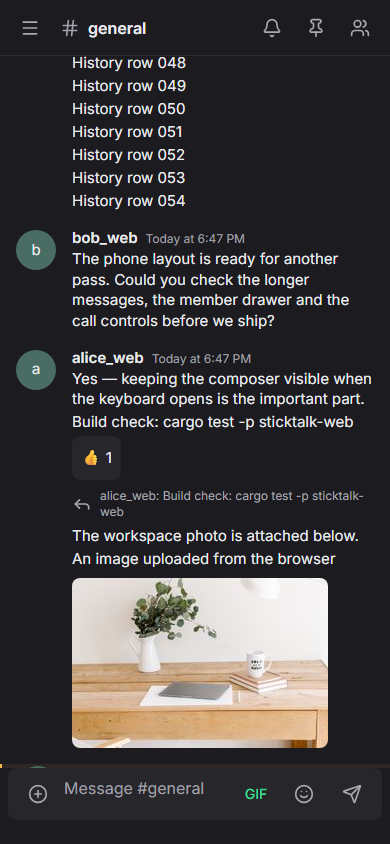 # general
History row 048
History row 049
History row 050
History row 051
History row 052
History row 053
History row 054
b
bob_web Today at 6:47 PM
The phone layout is ready for another
pass. Could you check the longer
messages, the member drawer and the
call controls before we ship?
a
alice_web Today at 6:47 PM
Yes — keeping the composer visible when
the keyboard opens is the important part.
Build check: cargo test -p sticktalk-web
👍 1
alice_web: Build check: cargo test -p sticktalk-
web
The workspace photo is attached below.
An image uploaded from the browser
Message #general
GIF